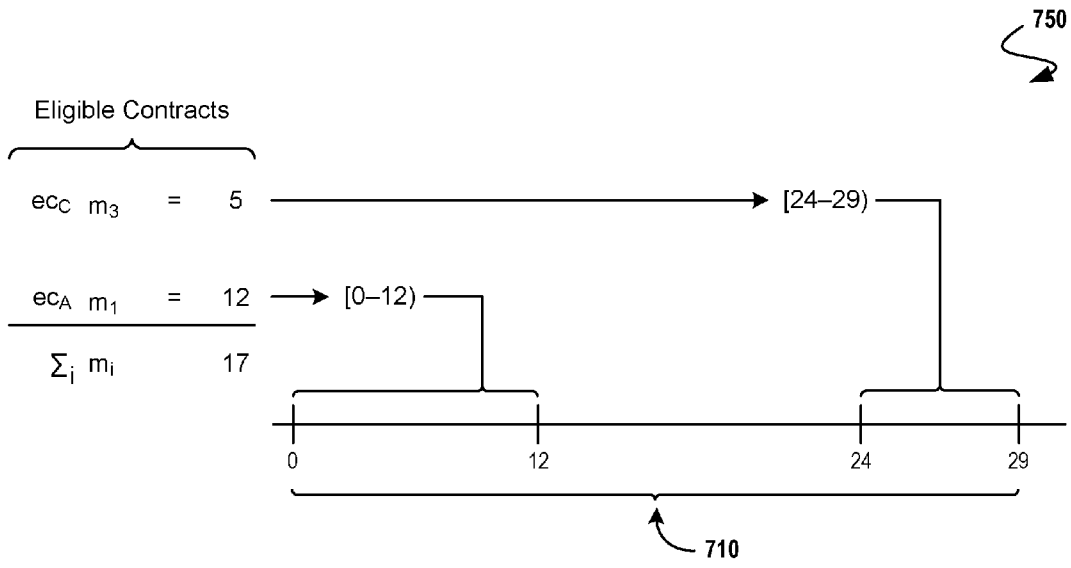 750
Eligible Contracts
ecC m3 = 5 [24–29)
ecA m1 = 12 [0–12)
Σi mi 17
0 12 24 29
710